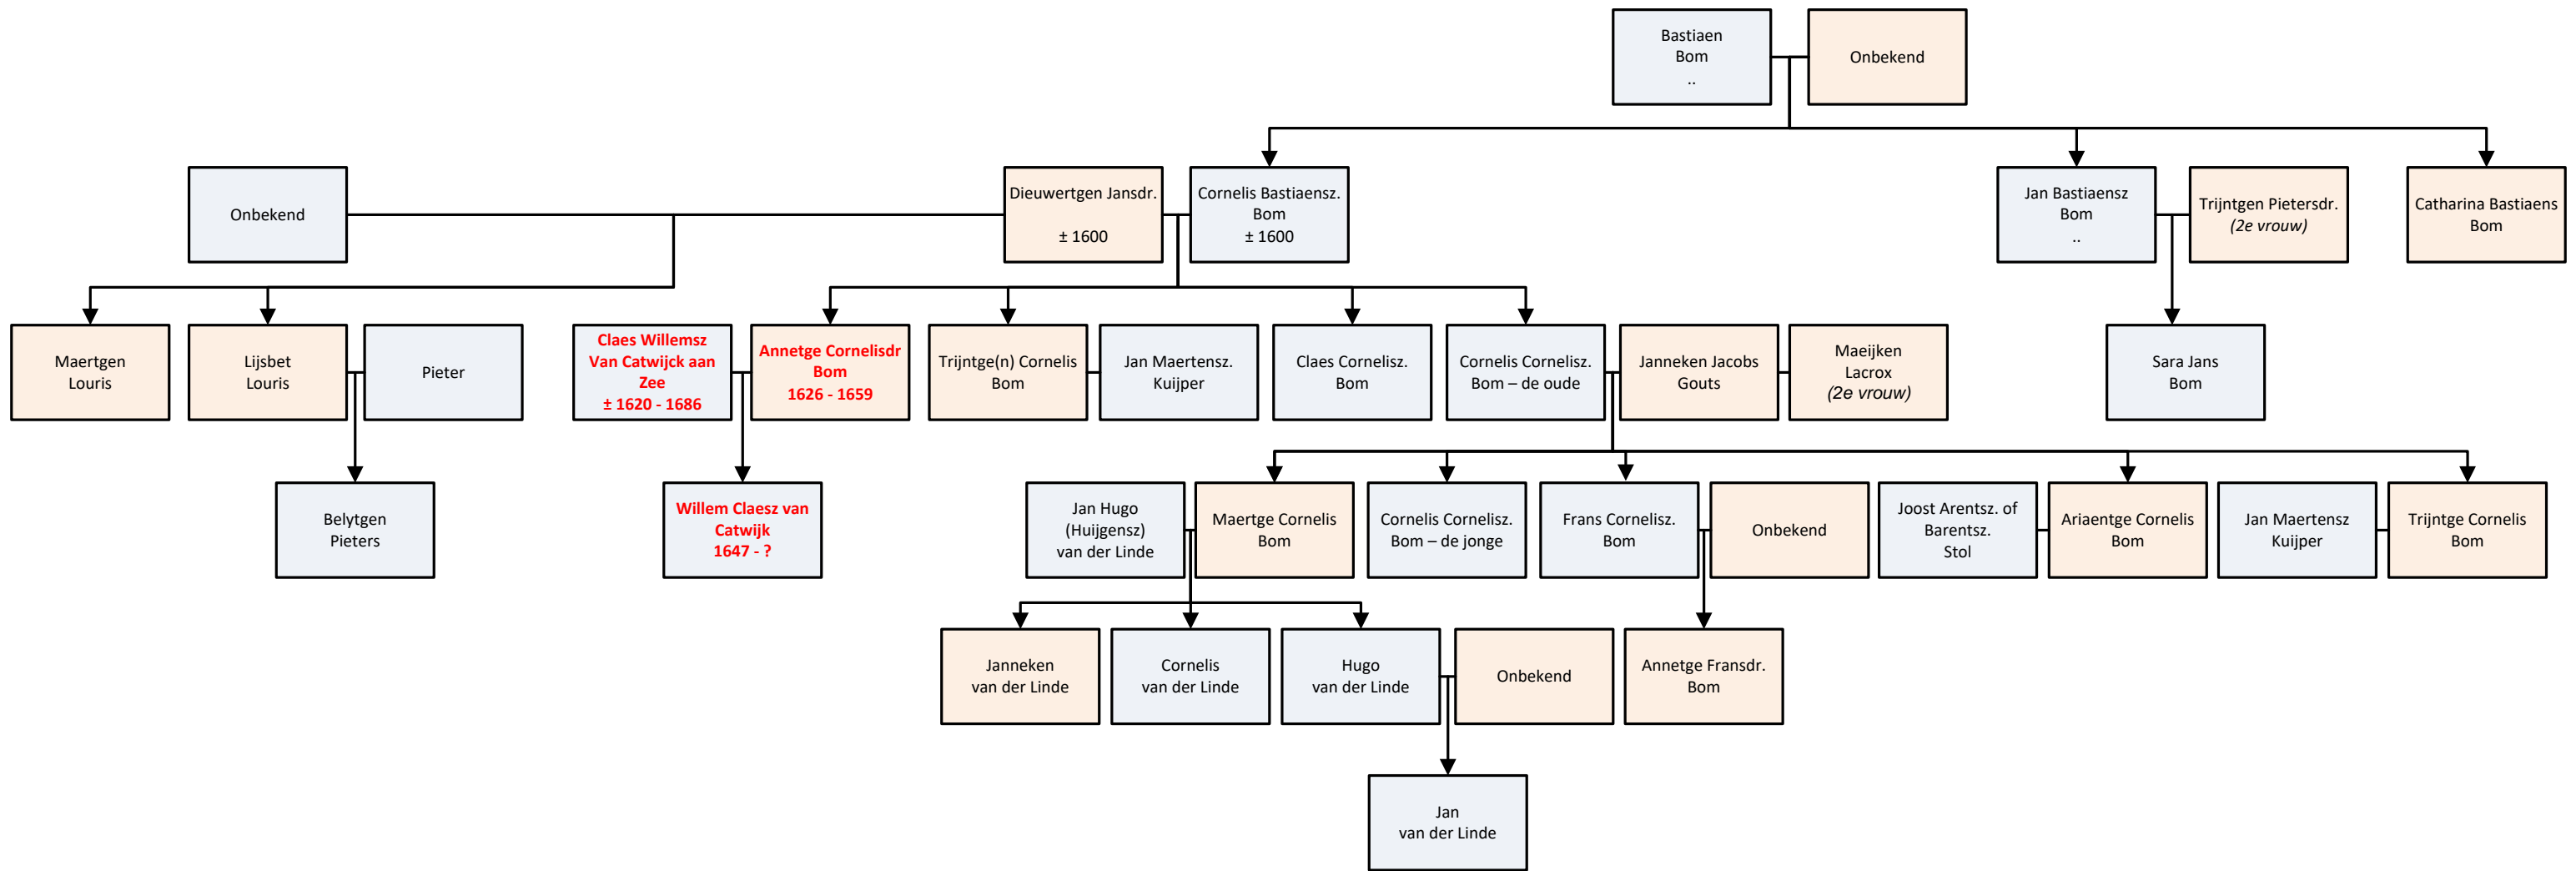 Bastiaen
Bom
..
Onbekend
Onbekend
Dieuwertgen Jansdr.
± 1600
Cornelis Bastiaensz.
Bom
± 1600
Jan Bastiaensz
Bom
..
Trijntgen Pietersdr.
(2e vrouw)
Catharina Bastiaens
Bom
Maertgen
Louris
Lijsbet
Louris
Pieter
Claes Willemsz
Van Catwijck aan
Zee
± 1620 - 1686
Annetge Cornelisdr
Bom
1626 - 1659
Trijntge(n) Cornelis
Bom
Jan Maertensz.
Kuijper
Claes Cornelisz.
Bom
Cornelis Cornelisz.
Bom – de oude
Janneken Jacobs
Gouts
Maeijken
Lacrox
(2e vrouw)
Sara Jans
Bom
Belytgen
Pieters
Willem Claesz van
Catwijk
1647 - ?
Jan Hugo
(Huijgensz)
van der Linde
Maertge Cornelis
Bom
Cornelis Cornelisz.
Bom – de jonge
Frans Cornelisz.
Bom
Onbekend
Joost Arentsz. of
Barentsz.
Stol
Ariaentge Cornelis
Bom
Jan Maertensz
Kuijper
Trijntge Cornelis
Bom
Janneken
van der Linde
Cornelis
van der Linde
Hugo
van der Linde
Onbekend
Annetge Fransdr.
Bom
Jan
van der Linde